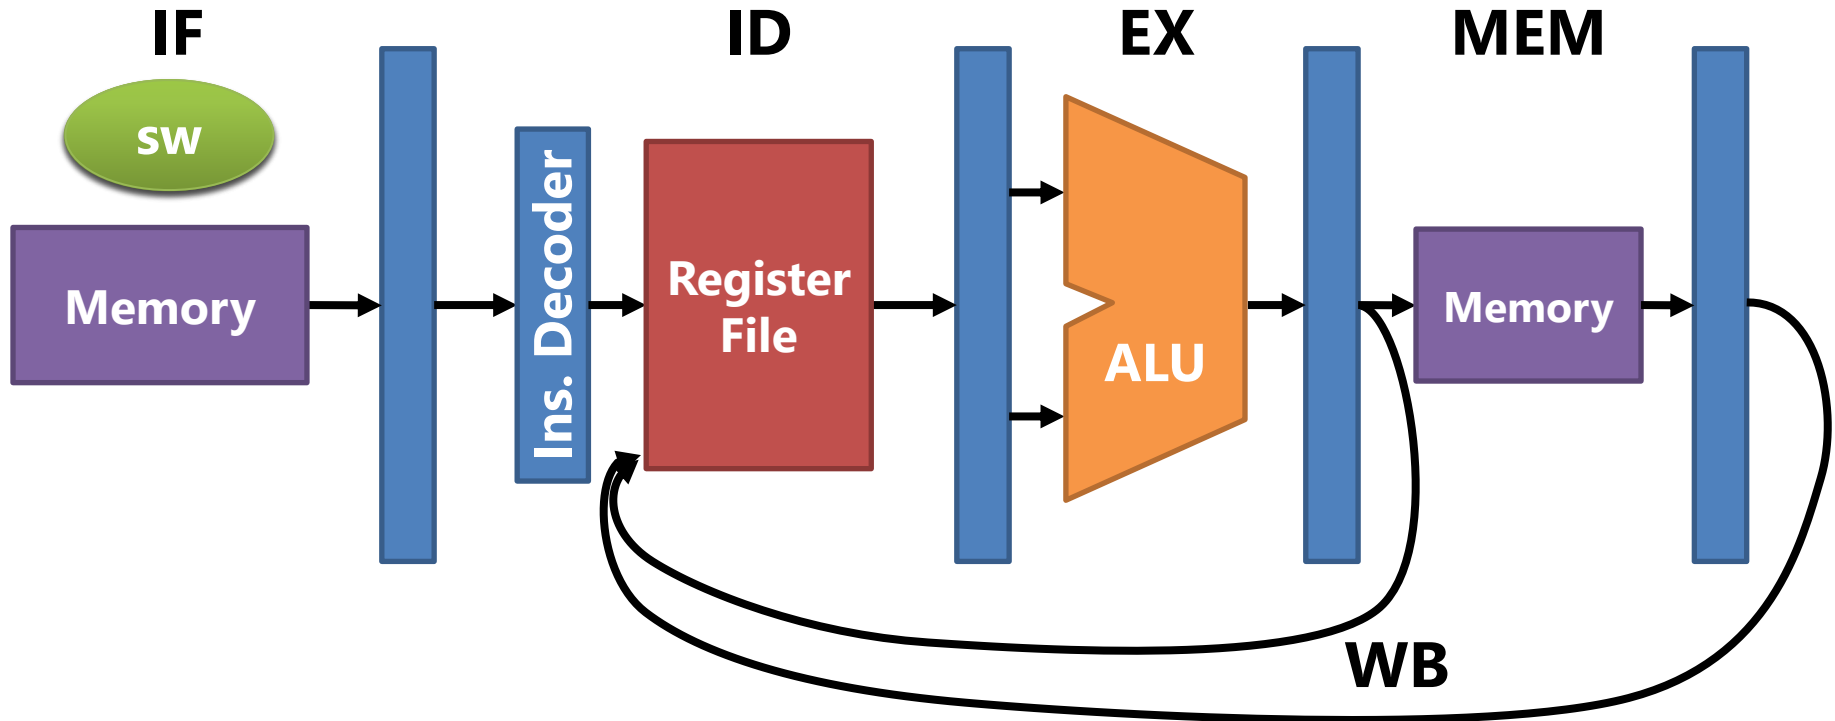 IF
ID
EX
MEM
sw
Memory
Ins. Decoder
Register
File
ALU
Memory
WB